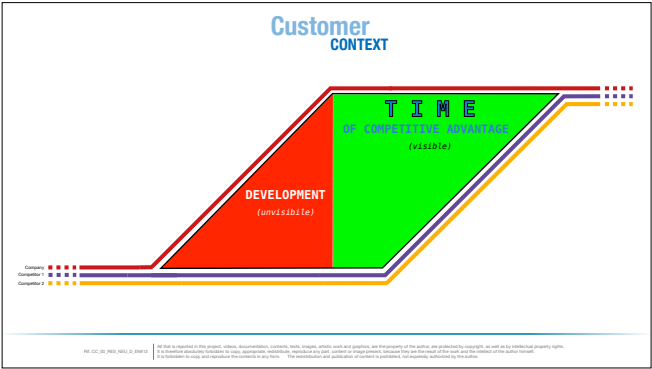 Customer
CONTEXT
TIME
OF COMPETITIVE ADVANTAGE
(visible)
DEVELOPMENT
(unvisibile)
Company
Competitor 1
Competitor 2
Rif. CC_45_RED_NEU_D_ENM12
All that is reported in this project, videos, documentation, contents, texts, images, artistic work and graphics, are the property of the author, are protected by copyright, as well as by intellectual property rights.
It is therefore absolutely forbidden to copy, appropriate, redistribute, reproduce any part, content or image present, because they are the result of the work and the intellect of the author himself.
It is forbidden to copy and reproduce the contents in any form. The redistribution and publication of content is prohibited, not expressly authorized by the author.